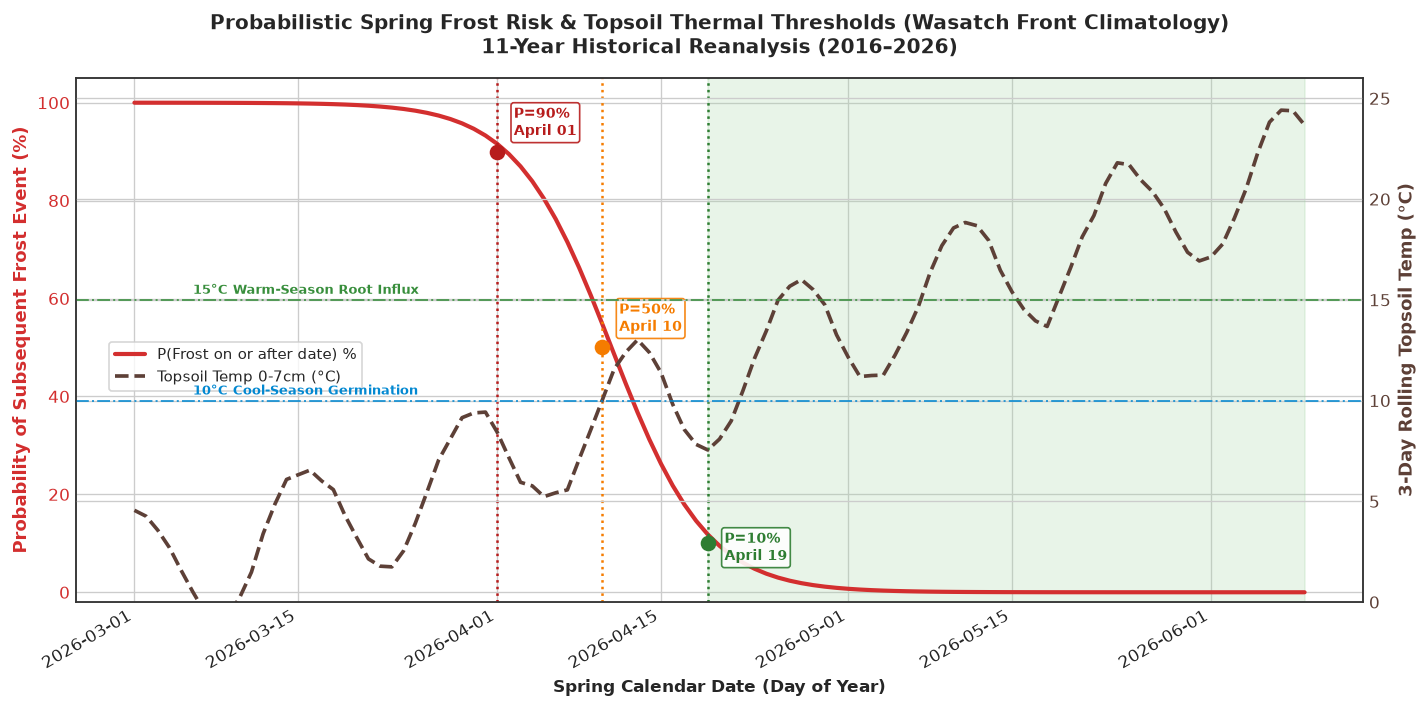 Probabilistic Spring Frost Risk & Topsoil Thermal Thresholds (Wasatch Front Climatology)
11-Year Historical Reanalysis (2016–2026)
Probability of Subsequent Frost Event (%)
100
80
60
40
20
0
P=90%
April 01
15°C Warm-Season Root Influx
P=50%
April 10
P(Frost on or after date) %
Topsoil Temp 0-7cm (°C)
10°C Cool-Season Germination
P=10%
April 19
25
20
15
10
5
0
3-Day Rolling Topsoil Temp (°C)
2026-03-01
2026-03-15
2026-04-01
2026-04-15
2026-05-01
2026-05-15
2026-06-01
Spring Calendar Date (Day of Year)